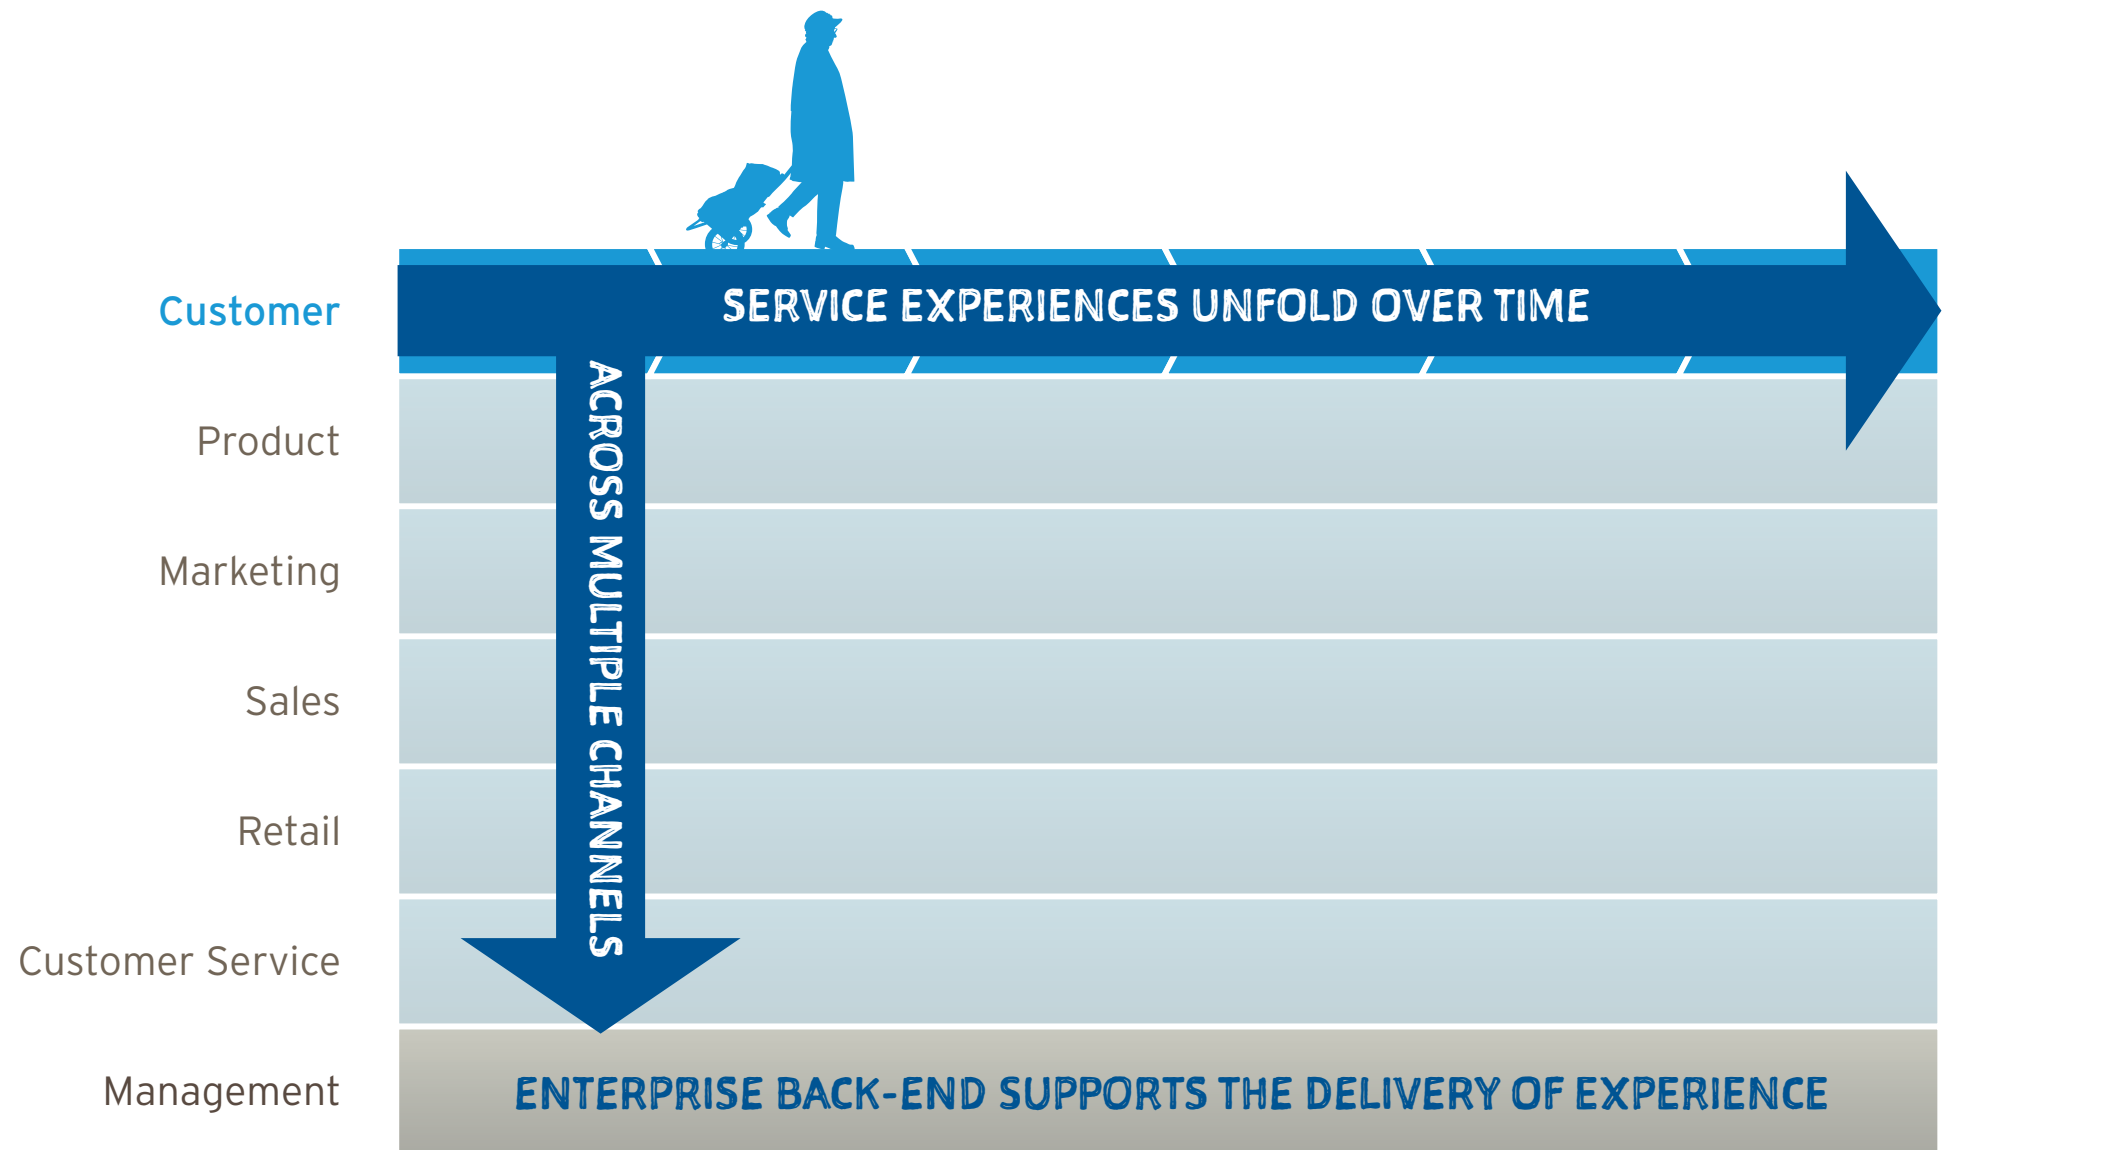 Customer
SERVICE EXPERIENCES UNFOLD OVER TIME
ACROSS MULTIPLE CHANNELS
Product
Marketing
Sales
Retail
Customer Service
Management
ENTERPRISE BACK-END SUPPORTS THE DELIVERY OF EXPERIENCE